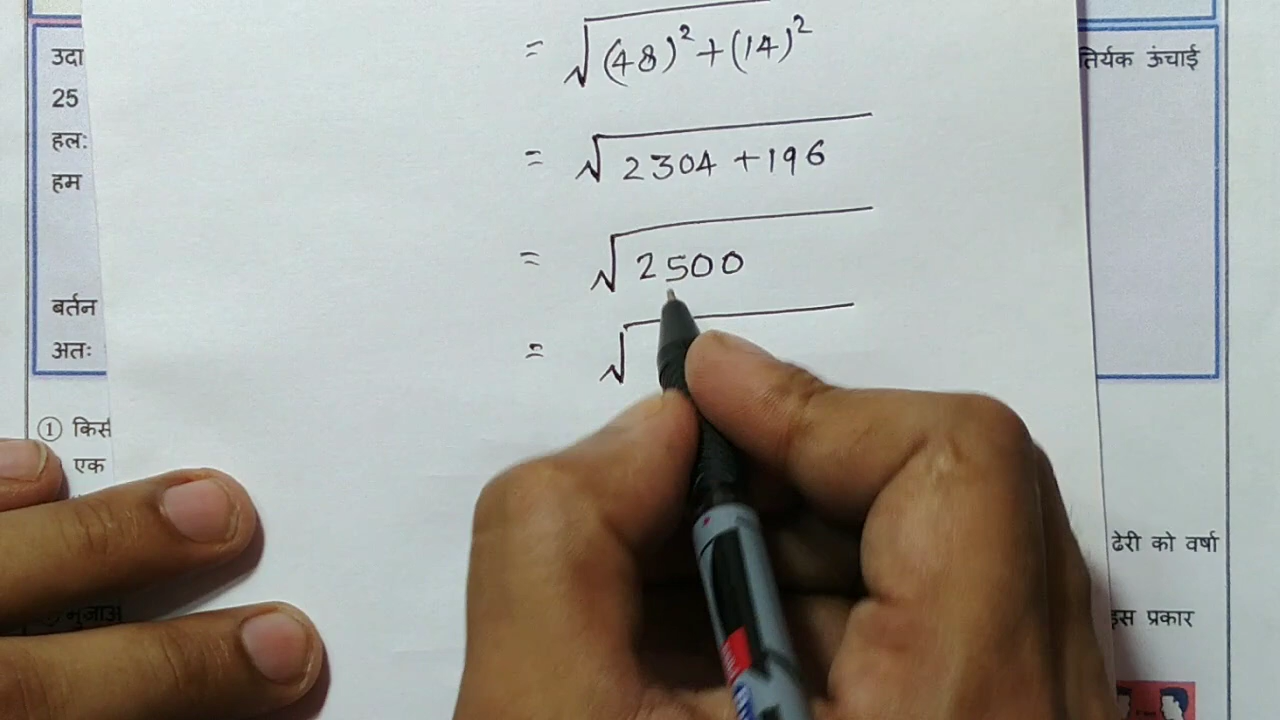 उदा
25
हलः
हम
बर्तन
अतः
① किसी
एक
= √(48)² + (14)²
= √2304 + 196
= √2500
= √
तिर्यक ऊंचाई
ढेरी को वर्षा
इस प्रकार